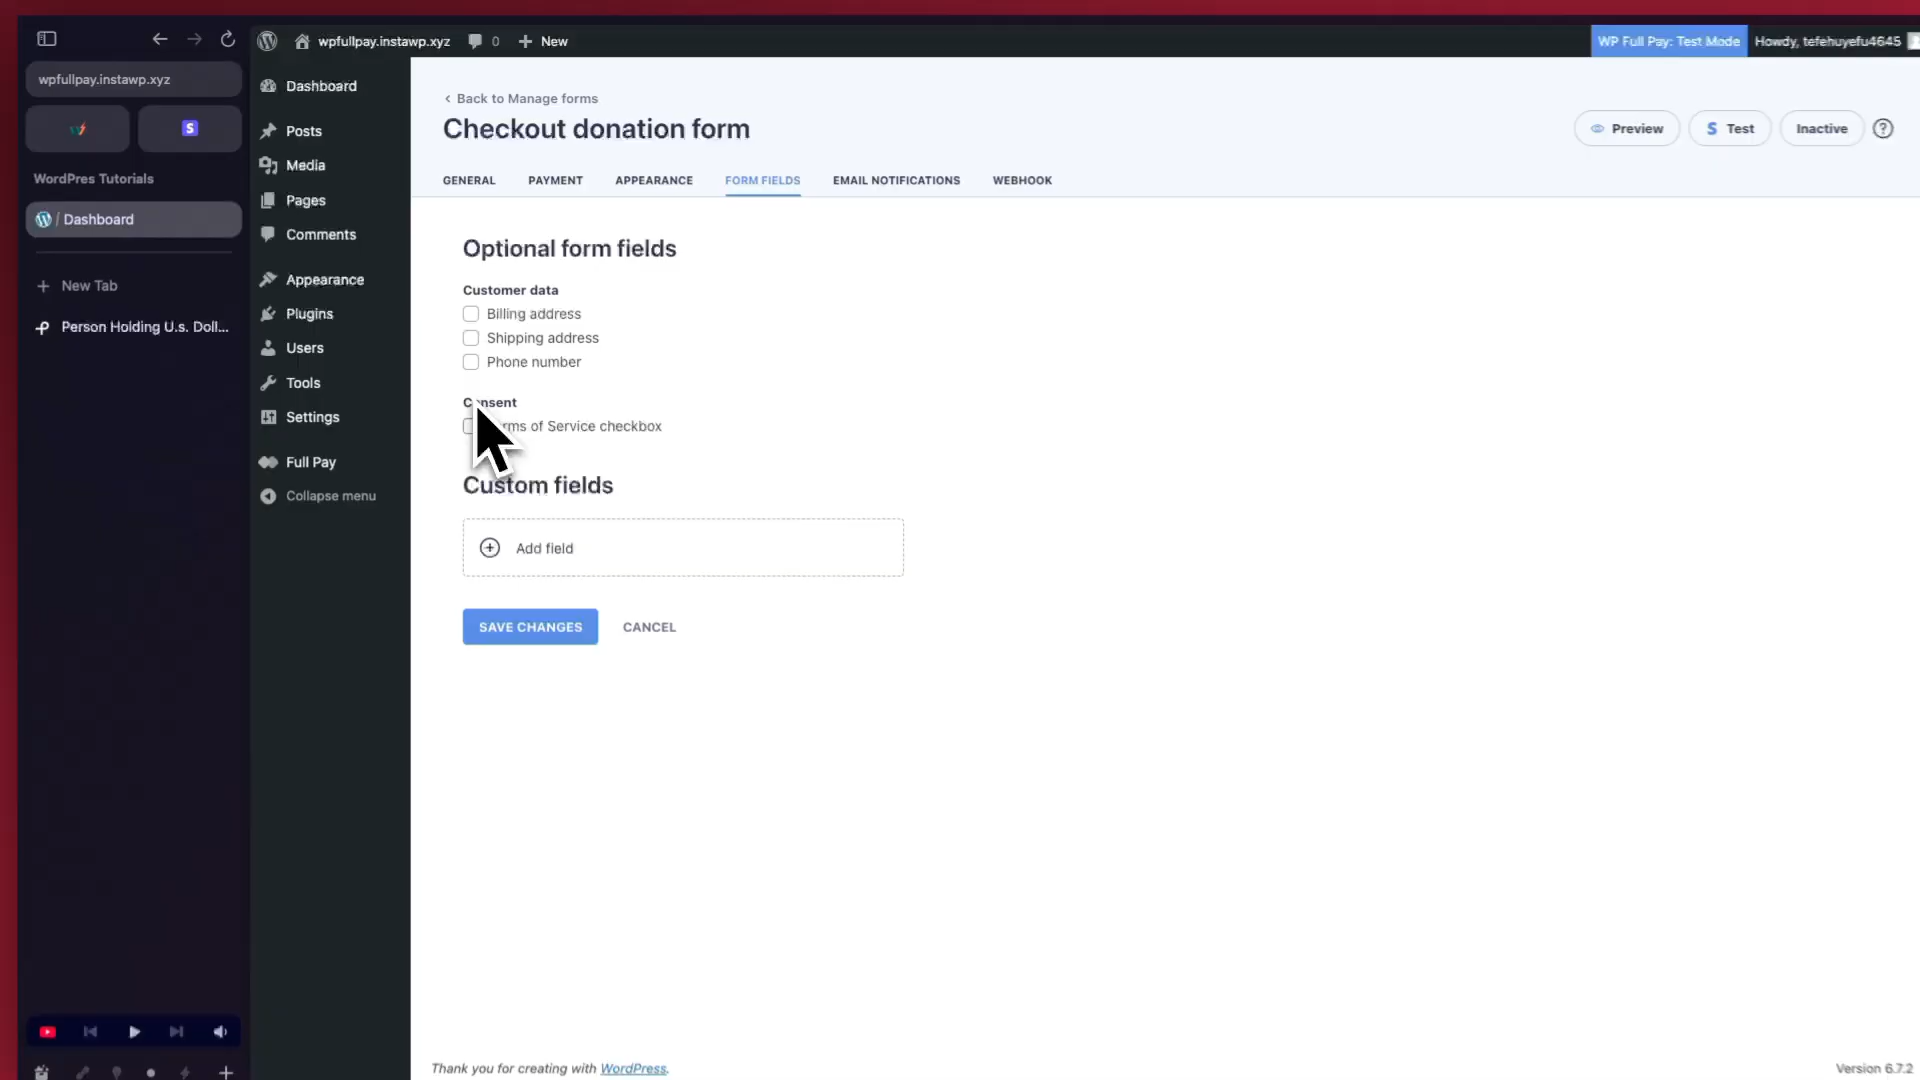 wpfullpay.instawp.xyz
0
New
WP Full Pay: Test Mode
Howdy, tefehuyefu4645
wpfullpay.instawp.xyz
S
WordPres Tutorials
/ Dashboard
New Tab
Person Holding U.s. Doll...
Dashboard
Posts
Media
Pages
Comments
Appearance
Plugins
Users
Tools
Settings
Full Pay
Collapse menu
‹ Back to Manage forms
Checkout donation form
Preview
S Test
Inactive
?
GENERAL
PAYMENT
APPEARANCE
FORM FIELDS
EMAIL NOTIFICATIONS
WEBHOOK
Optional form fields
Customer data
Billing address
Shipping address
Phone number
Consent
of Service checkbox
Custom fields
Add field
SAVE CHANGES
CANCEL
Thank you for creating with WordPress.
Version 6.7.2